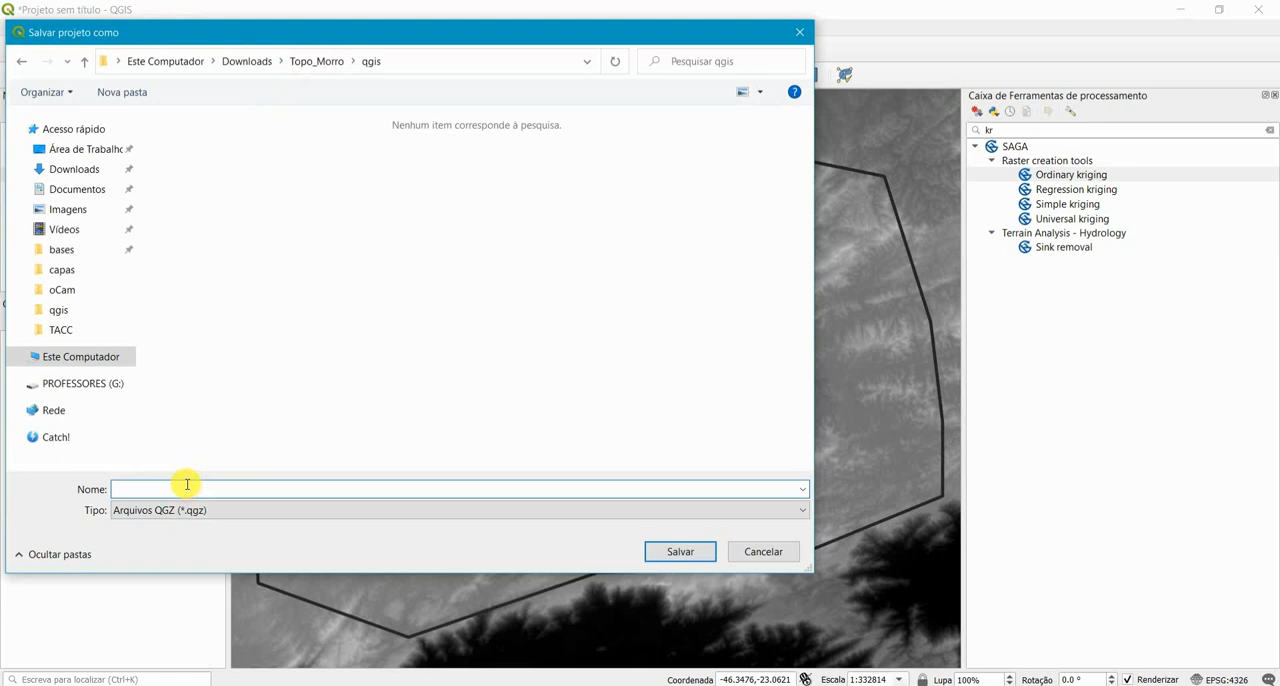 *Projeto sem título - QGIS
Salvar projeto como
Este Computador > Downloads > Topo_Morro > qgis
Pesquisar qgis
Organizar
Nova pasta
Nenhum item corresponde à pesquisa.
Acesso rápido
Área de Trabalho
Downloads
Documentos
Imagens
Vídeos
bases
capas
oCam
qgis
TACC
Este Computador
PROFESSORES (G:)
Rede
Catch!
Nome:
Tipo: Arquivos QGZ (*.qgz)
Ocultar pastas
Salvar
Cancelar
Caixa de Ferramentas de processamento
kr
SAGA
Raster creation tools
Ordinary kriging
Regression kriging
Simple kriging
Universal kriging
Terrain Analysis - Hydrology
Sink removal
Escreva para localizar (Ctrl+K)
Coordenada -46.3476,-23.0621 Escala 1:332814 Lupa 100% Rotação 0.0 ° Renderizar EPSG:4326